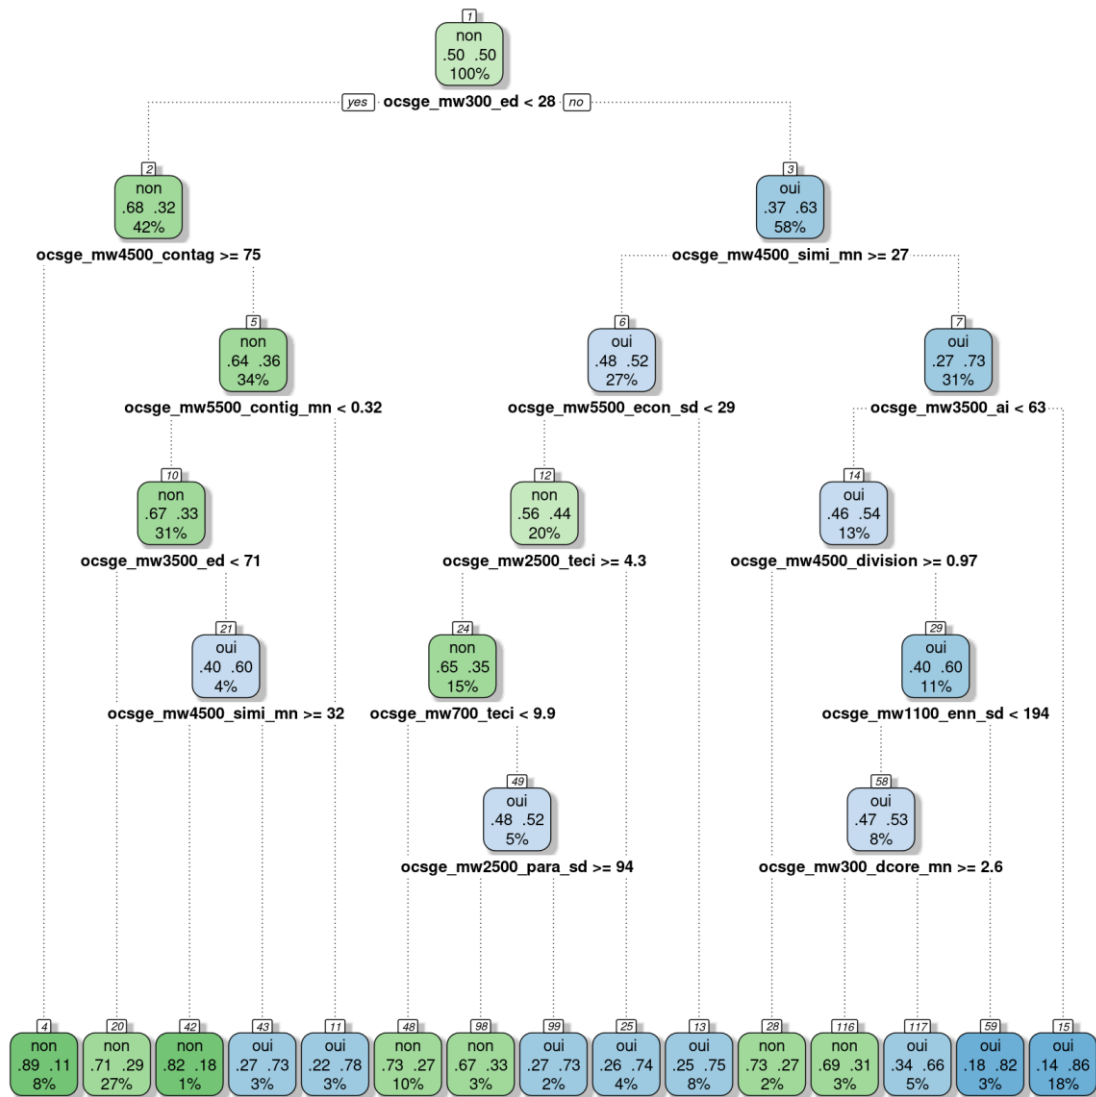 1
non
.50 .50
100%
yes ocsge_mw300_ed < 28 no
2 3
non oui
.68 .32 .37 .63
42% 58%
ocsge_mw4500_contag >= 75 ocsge_mw4500_simi_mn >= 27
5 6 7
non oui oui
.64 .36 .48 .52 .27 .73
34% 27% 31%
ocsge_mw5500_contig_mn < 0.32 ocsge_mw5500_econ_sd < 29 ocsge_mw3500_ai < 63
10 12 14
non non oui
.67 .33 .56 .44 .46 .54
31% 20% 13%
ocsge_mw3500_ed < 71 ocsge_mw2500_teci >= 4.3 ocsge_mw4500_division >= 0.97
21 24 29
oui non oui
.40 .60 .65 .35 .40 .60
4% 15% 11%
ocsge_mw4500_simi_mn >= 32 ocsge_mw700_teci < 9.9 ocsge_mw1100_enn_sd < 194
49 58
oui oui
.48 .52 .47 .53
5% 8%
ocsge_mw2500_para_sd >= 94 ocsge_mw300_dcore_mn >= 2.6
4 20 42 43 11 48 98 99 25 13 28 116 117 59 15
non non non oui oui non non oui oui oui non non oui oui oui
.89 .11 .71 .29 .82 .18 .27 .73 .22 .78 .73 .27 .67 .33 .27 .73 .26 .74 .25 .75 .73 .27 .69 .31 .34 .66 .18 .82 .14 .86
8% 27% 1% 3% 3% 10% 3% 2% 4% 8% 2% 3% 5% 3% 18%